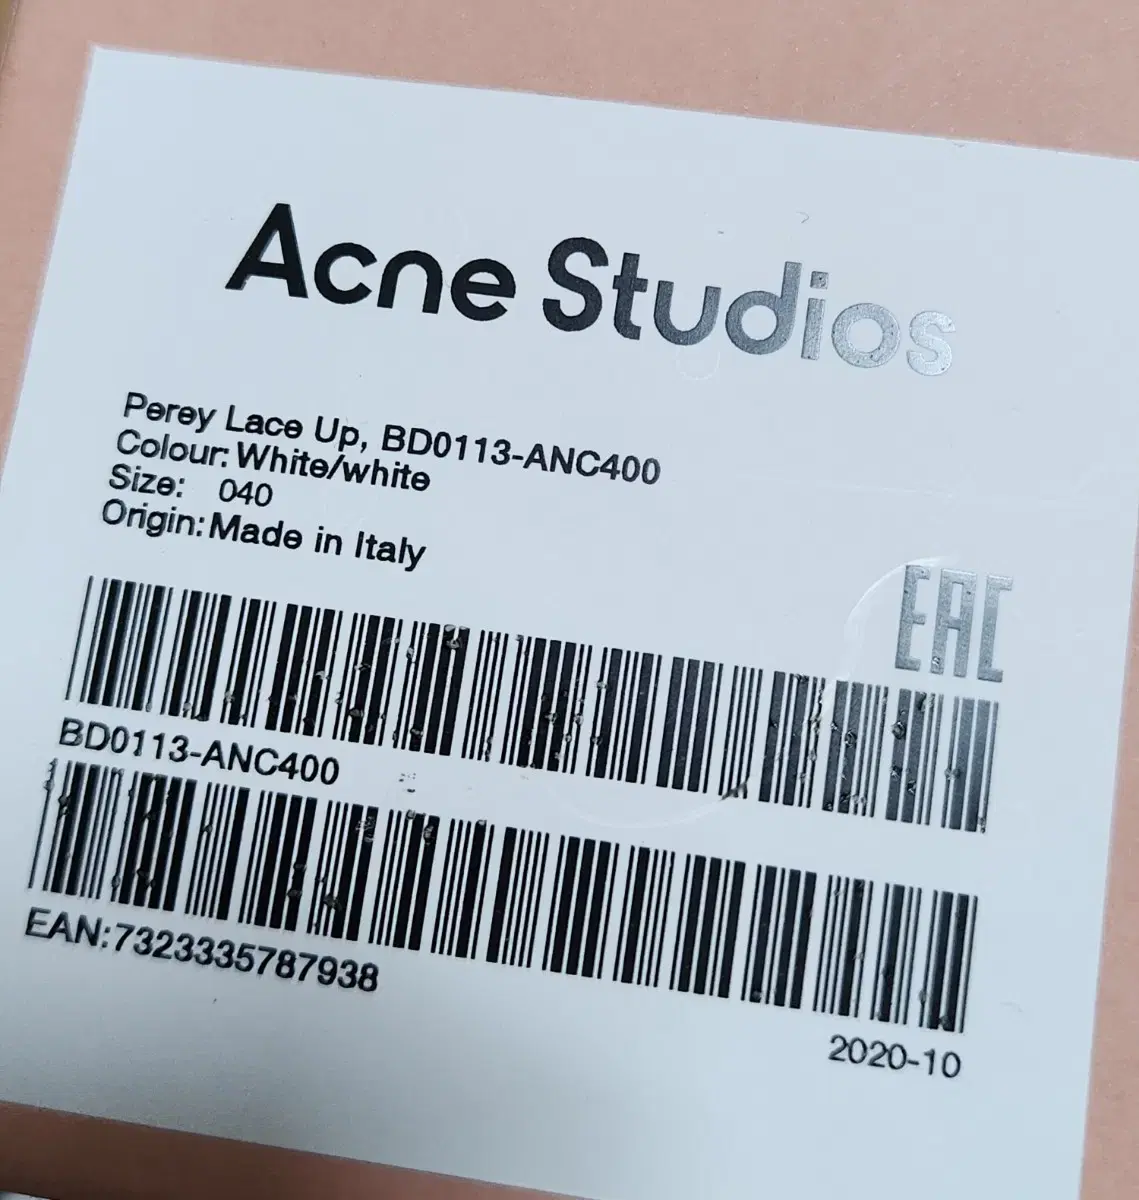 Acne Studios
Perey Lace Up, BD0113-ANC400
Colour: White/white
Size: 040
Origin: Made in Italy
EAC
BD0113-ANC400
EAN:7323335787938
2020-10